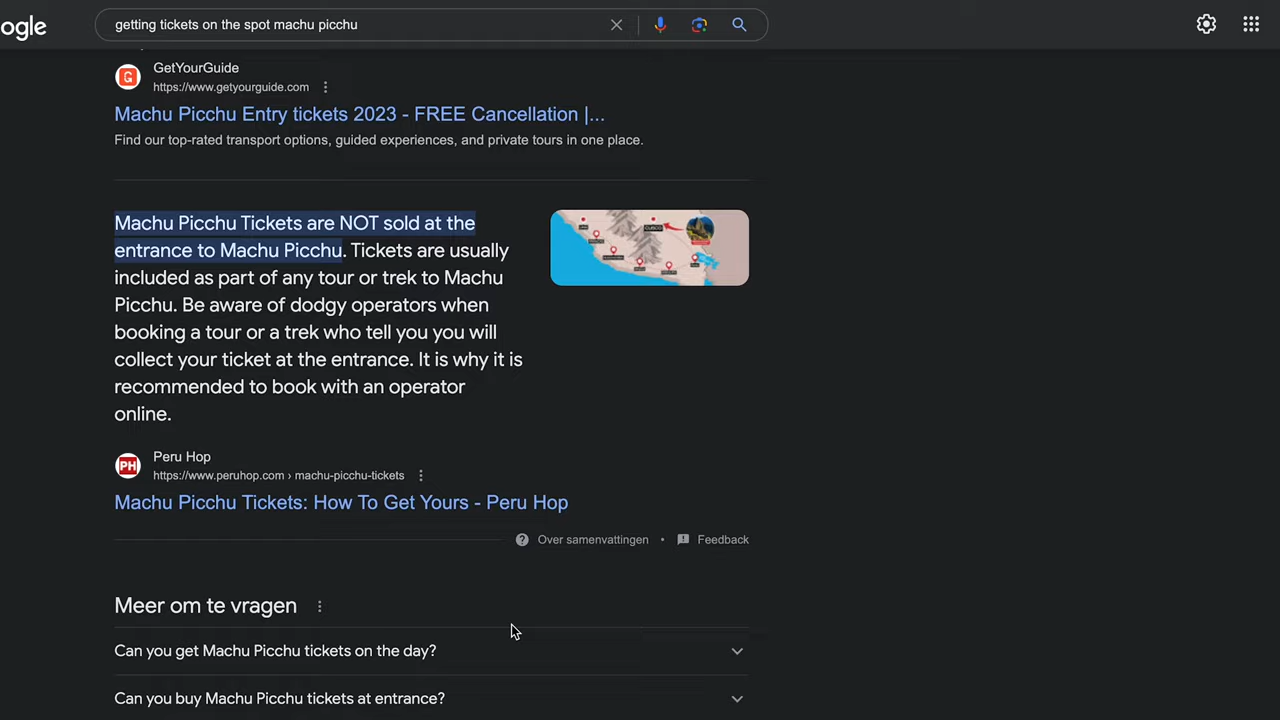 ogle
getting tickets on the spot machu picchu
GetYourGuide
https://www.getyourguide.com
Machu Picchu Entry tickets 2023 - FREE Cancellation |...
Find our top-rated transport options, guided experiences, and private tours in one place.
Machu Picchu Tickets are NOT sold at the
entrance to Machu Picchu. Tickets are usually
included as part of any tour or trek to Machu
Picchu. Be aware of dodgy operators when
booking a tour or a trek who tell you you will
collect your ticket at the entrance. It is why it is
recommended to book with an operator
online.
CUSCO
PH
Peru Hop
https://www.peruhop.com › machu-picchu-tickets
Machu Picchu Tickets: How To Get Yours - Peru Hop
Over samenvattingen • Feedback
Meer om te vragen
Can you get Machu Picchu tickets on the day?
Can you buy Machu Picchu tickets at entrance?